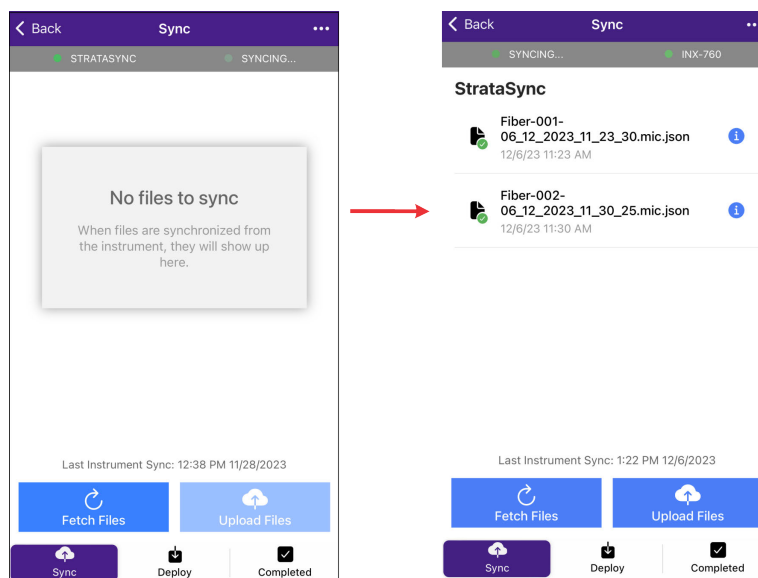 Back
Sync
STRATASYNC
SYNCING...
No files to sync
When files are synchronized from
the instrument, they will show up
here.
Last Instrument Sync: 12:38 PM 11/28/2023
Fetch Files
Upload Files
Sync
Deploy
Completed
Back
Sync
SYNCING...
INX-760
StrataSync
Fiber-001-
06_12_2023_11_23_30.mic.json
12/6/23 11:23 AM
Fiber-002-
06_12_2023_11_30_25.mic.json
12/6/23 11:30 AM
Last Instrument Sync: 1:22 PM 12/6/2023
Fetch Files
Upload Files
Sync
Deploy
Completed